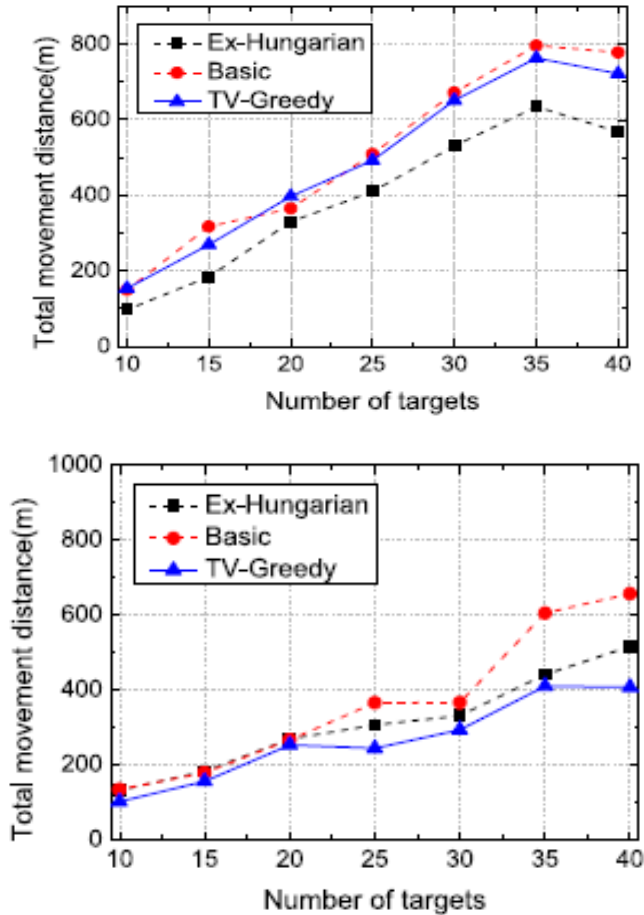 800
600
400
200
0
Total movement distance(m)
Ex-Hungarian
Basic
TV-Greedy
10 15 20 25 30 35 40
Number of targets
1000
800
600
400
200
0
Total movement distance(m)
Ex-Hungarian
Basic
TV-Greedy
10 15 20 25 30 35 40
Number of targets